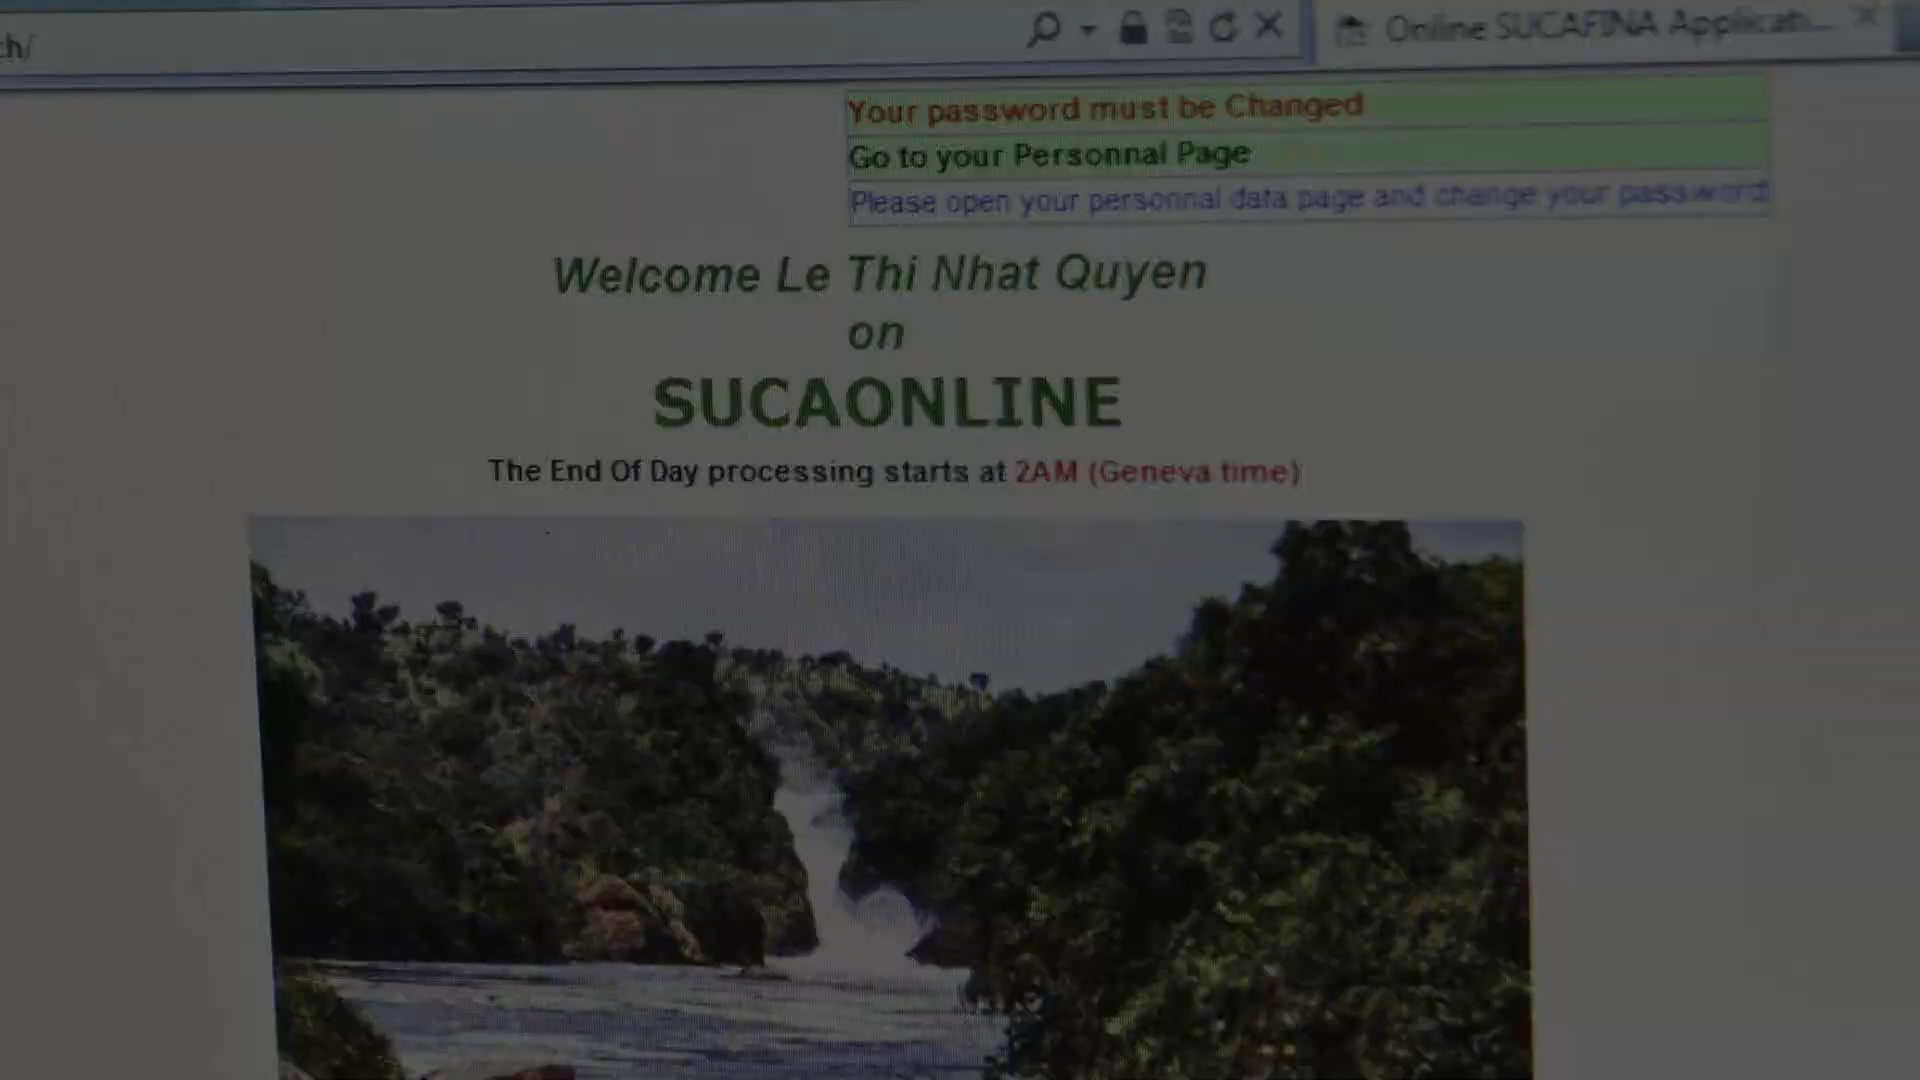 ch/
Online SUCAFINA Applicati...
Your password must be Changed
Go to your Personnal Page
Please open your personnal data page and change your password
Welcome Le Thi Nhat Quyen
on
SUCAONLINE
The End Of Day processing starts at 2AM (Geneva time)